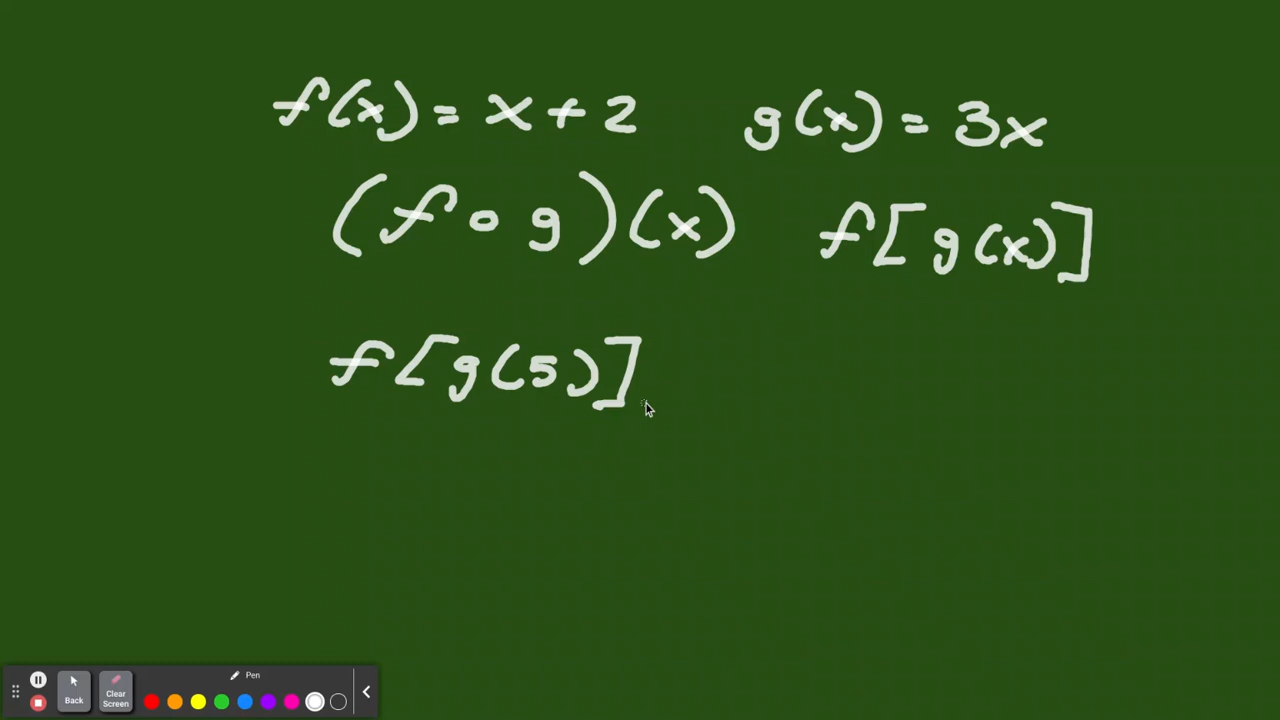 f(x) = x + 2 g(x) = 3x
(f ∘ g)(x) f[g(x)]
f[g(5)]
Pen
Back
Clear
Screen